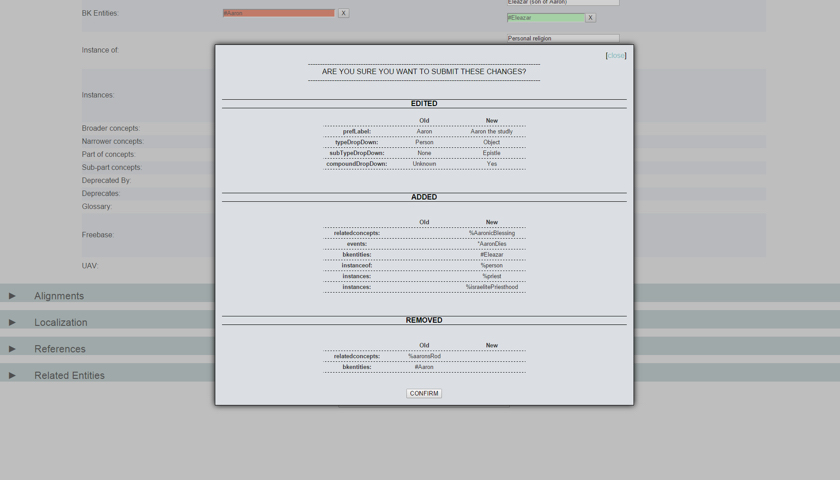 Eleazar (son of Aaron)
BK Entities:
#Aaron
X
#Eleazar
X
Personal religion
Instance of:
[close]
ARE YOU SURE YOU WANT TO SUBMIT THESE CHANGES?
Instances:
EDITED
Old New
prefLabel: Aaron Aaron the studly
typeDropDown: Person Object
subTypeDropDown: None Epistle
compoundDropDown: Unknown Yes
Broader concepts:
Narrower concepts:
Part of concepts:
Sub-part concepts:
Deprecated By:
Deprecates:
Glossary:
Freebase:
UAV:
ADDED
Old New
relatedconcepts: %AaronicBlessing
events: *AaronDies
bkentities: #Eleazar
instanceof: %person
instances: %priest
instances: %israelitePriesthood
REMOVED
Old New
relatedconcepts: %aaronsRod
bkentities: #Aaron
CONFIRM
Alignments
Localization
References
Related Entities